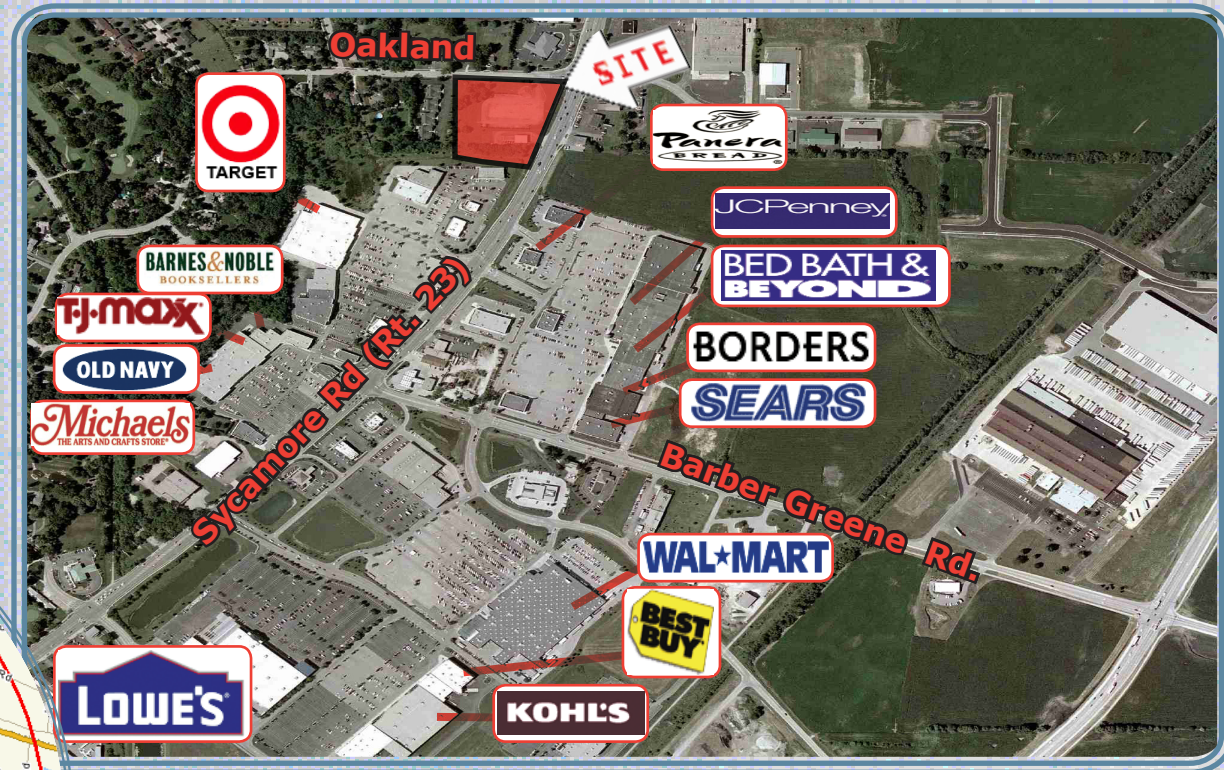 Oakland
SITE
TARGET
Panera
BREAD®
JCPenney
BARNES&NOBLE
BOOKSELLERS
BED BATH &
BEYOND
T·J·maxx®
OLD NAVY
BORDERS
Michaels
THE ARTS AND CRAFTS STORE®
SEARS
Sycamore Rd (Rt. 23)
Barber Greene Rd.
WAL★MART
BEST
BUY
LOWE'S®
KOHL'S
Rd